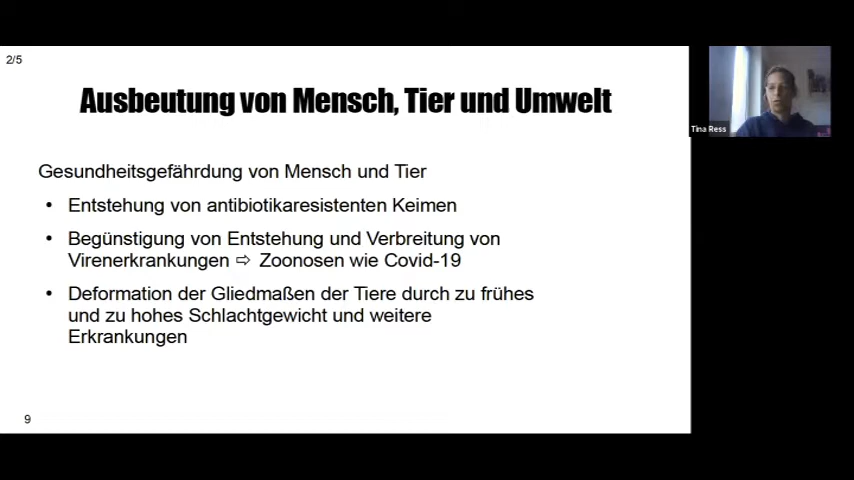 2/5
Ausbeutung von Mensch, Tier und Umwelt
Tina Ress
Gesundheitsgefährdung von Mensch und Tier
• Entstehung von antibiotikaresistenten Keimen
• Begünstigung von Entstehung und Verbreitung von
Virenerkrankungen ⇨ Zoonosen wie Covid-19
• Deformation der Gliedmaßen der Tiere durch zu frühes
und zu hohes Schlachtgewicht und weitere
Erkrankungen
9